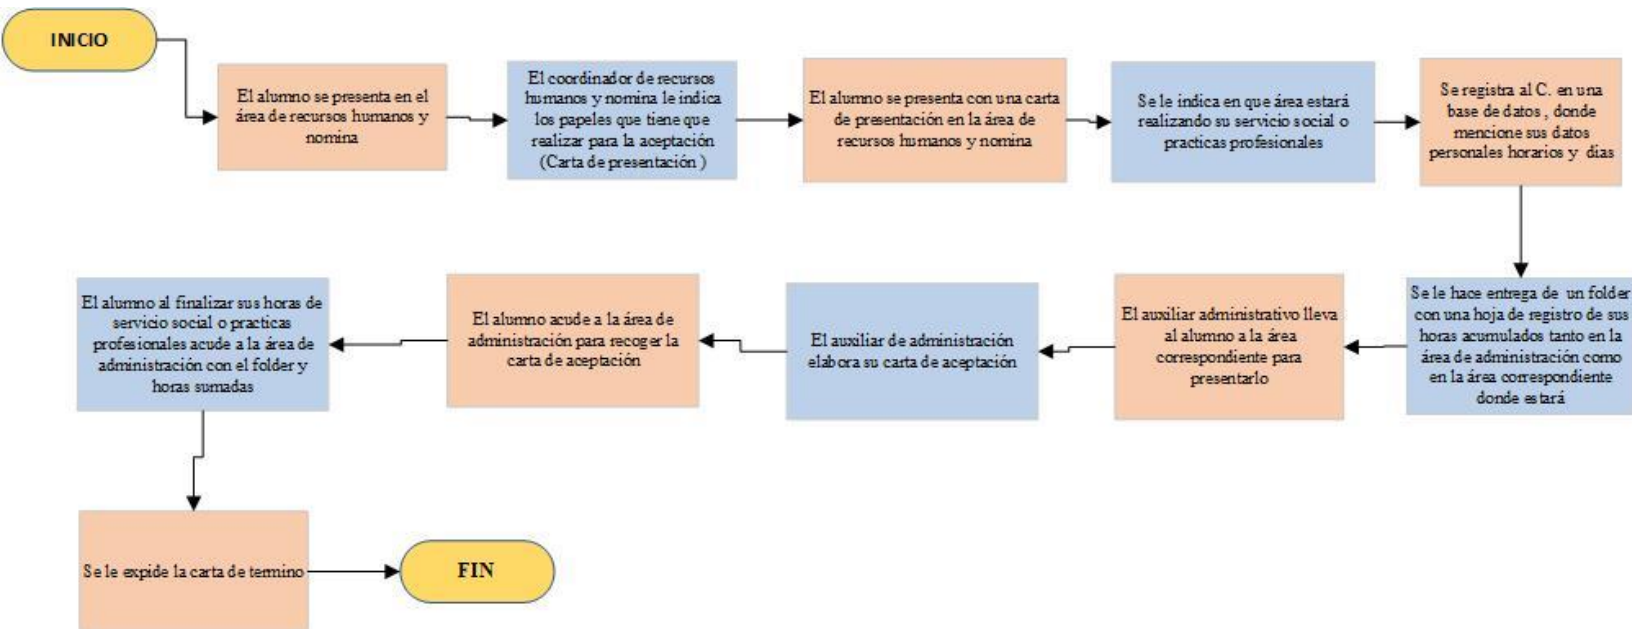 INICIO
El alumno se presenta en el
área de recursos humanos y
nomina
El coordinador de recursos
humanos y nomina le indica
los papeles que tiene que
realizar para la aceptación
(Carta de presentación )
El alumno se presenta con una carta
de presentación en la área de
recursos humanos y nomina
Se le indica en que área estará
realizando su servicio social o
practicas profesionales
Se registra al C. en una
base de datos , donde
mencione sus datos
personales horarios y días
Se le hace entrega de un folder
con una hoja de registro de sus
horas acumulados tanto en la
área de administración como
en la área correspondiente
donde estará
El auxiliar administrativo lleva
al alumno a la área
correspondiente para
presentarlo
El auxiliar de administración
elabora su carta de aceptación
El alumno acude a la área de
administración para recoger la
carta de aceptación
El alumno al finalizar sus horas de
servicio social o practicas
profesionales acude a la área de
administración con el folder y
horas sumadas
Se le expide la carta de termino
FIN